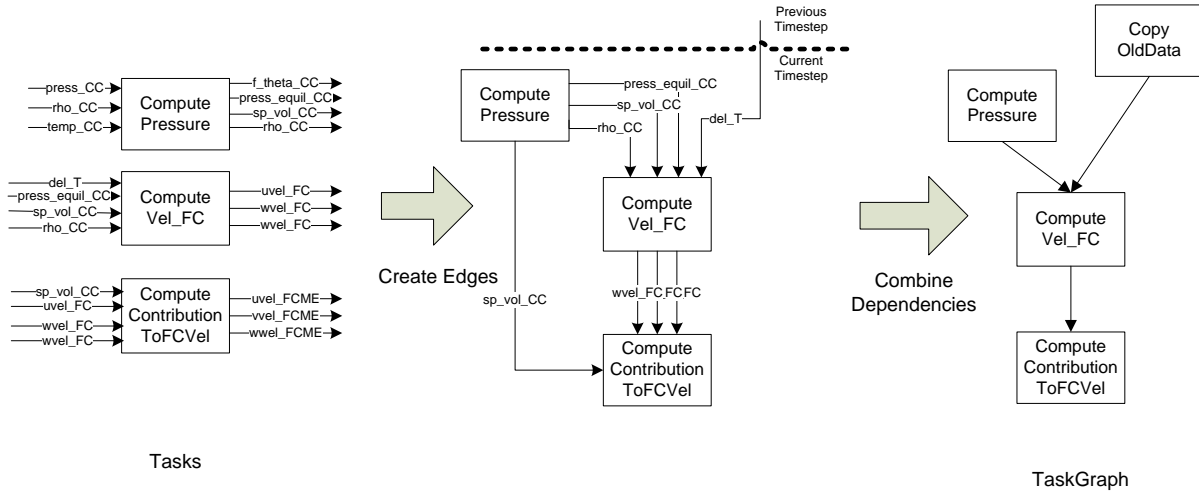 press_CC
rho_CC
temp_CC
Compute
Pressure
f_theta_CC
press_equil_CC
sp_vol_CC
rho_CC
del_T
press_equil_CC
sp_vol_CC
rho_CC
Compute
Vel_FC
uvel_FC
wvel_FC
wvel_FC
sp_vol_CC
uvel_FC
wvel_FC
wvel_FC
Compute
Contribution
ToFCVel
uvel_FCME
vvel_FCME
wwel_FCME
Tasks
Create Edges
Previous
Timestep
Current
Timestep
Compute
Pressure
press_equil_CC
sp_vol_CC
rho_CC
del_T
Compute
Vel_FC
wvel_FC
FC
FC
sp_vol_CC
Compute
Contribution
ToFCVel
Combine
Dependencies
Copy
OldData
Compute
Pressure
Compute
Vel_FC
Compute
Contribution
ToFCVel
TaskGraph